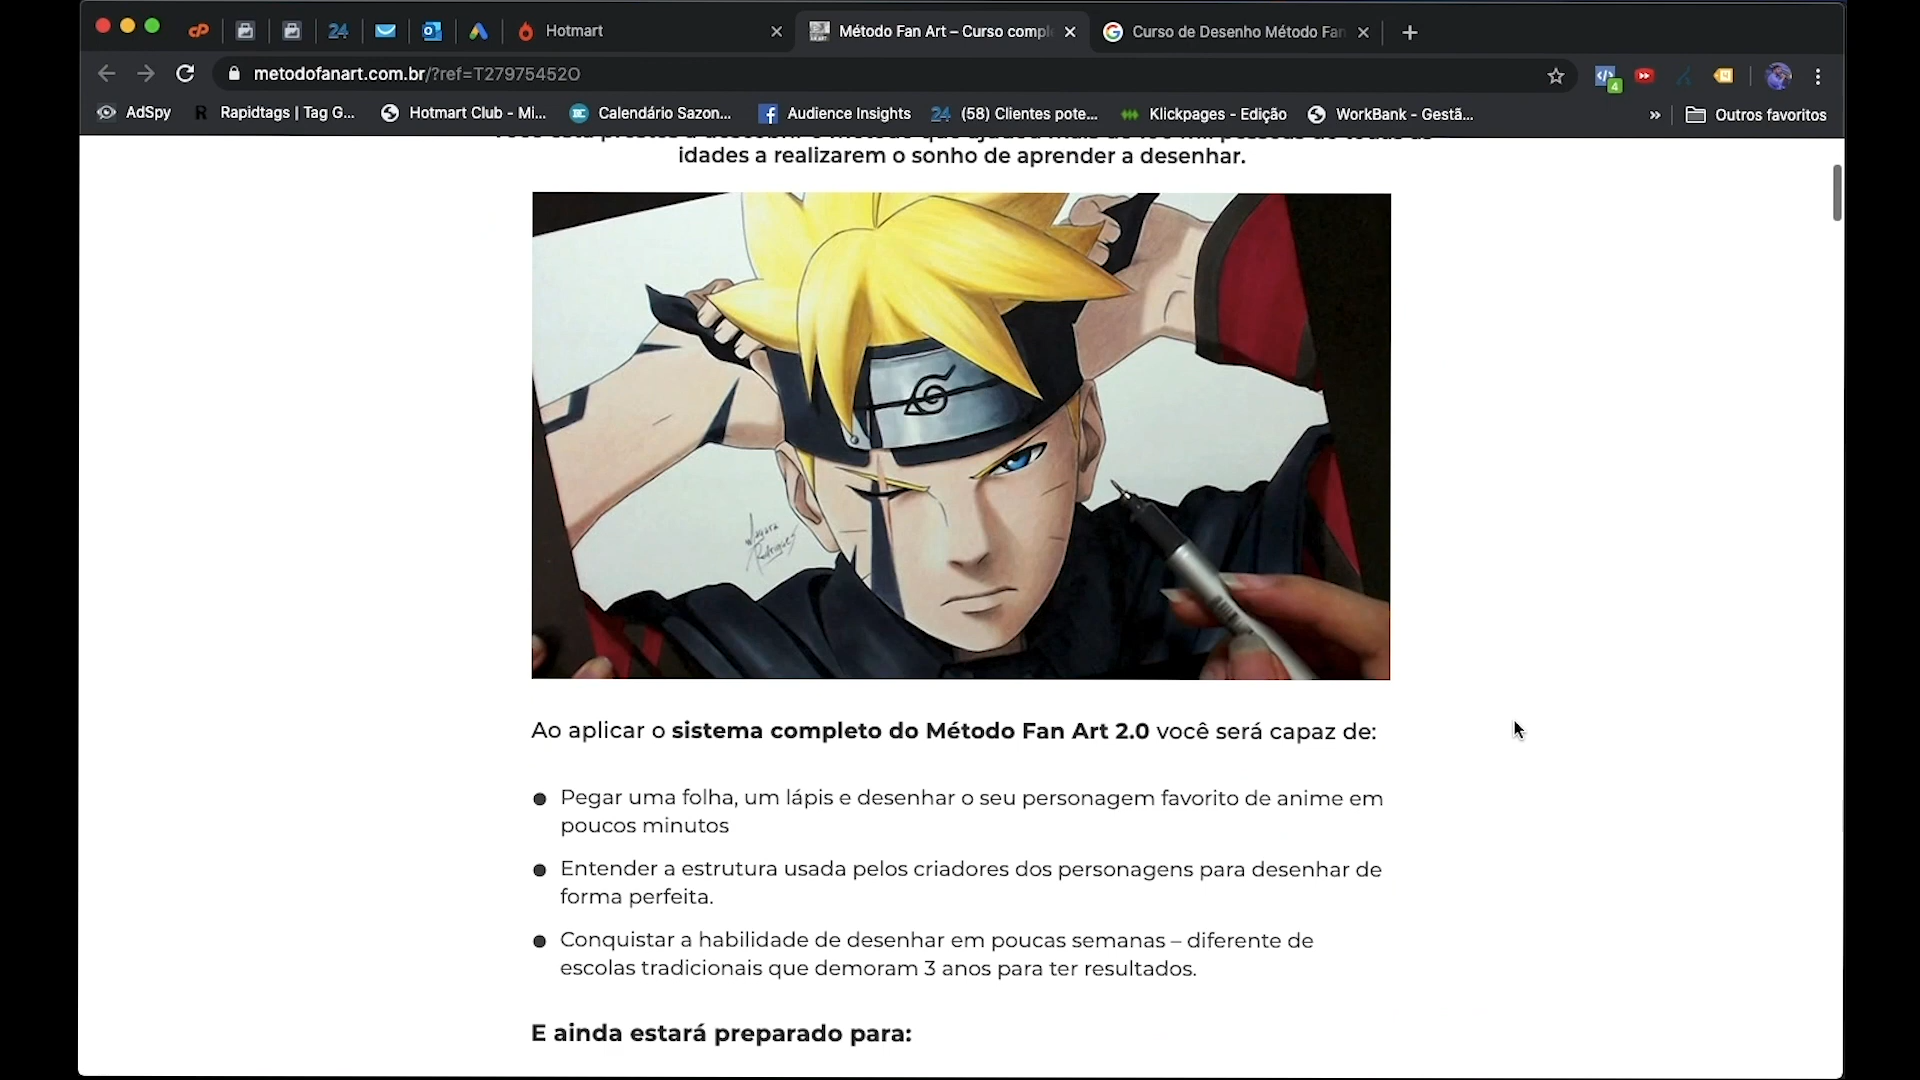 24
Hotmart
Método Fan Art – Curso compl
Curso de Desenho Método Fan
metodofanart.com.br/?ref=T27975452O
4
AdSpy
Rapidtags | Tag G...
Hotmart Club - Mi...
Calendário Sazon...
Audience Insights
24 (58) Clientes pote...
Klickpages - Edição
WorkBank - Gestã...
»
Outros favoritos
idades a realizarem o sonho de aprender a desenhar.
Rodrigues
Ao aplicar o sistema completo do Método Fan Art 2.0 você será capaz de:
● Pegar uma folha, um lápis e desenhar o seu personagem favorito de anime em
poucos minutos
● Entender a estrutura usada pelos criadores dos personagens para desenhar de
forma perfeita.
● Conquistar a habilidade de desenhar em poucas semanas – diferente de
escolas tradicionais que demoram 3 anos para ter resultados.
E ainda estará preparado para: